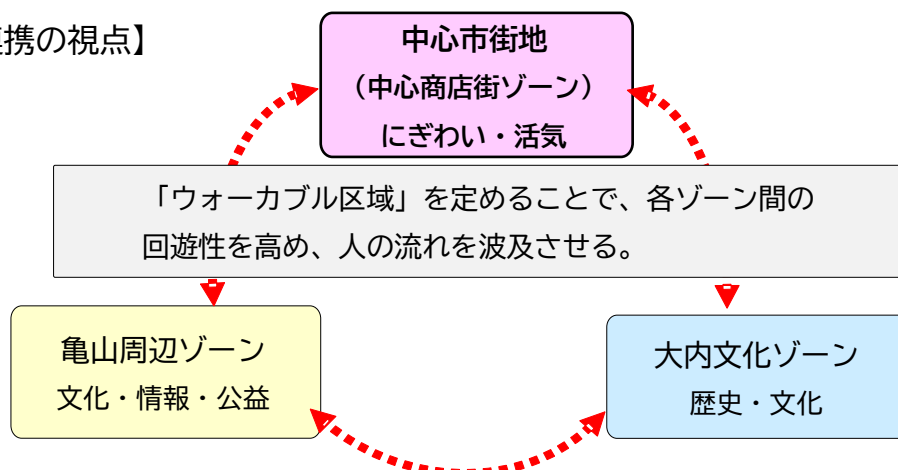 携の視点】
中心市街地
（中心商店街ゾーン）
にぎわい・活気
「ウォーカブル区域」を定めることで、各ゾーン間の
回遊性を高め、人の流れを波及させる。
亀山周辺ゾーン
文化・情報・公益
大内文化ゾーン
歴史・文化